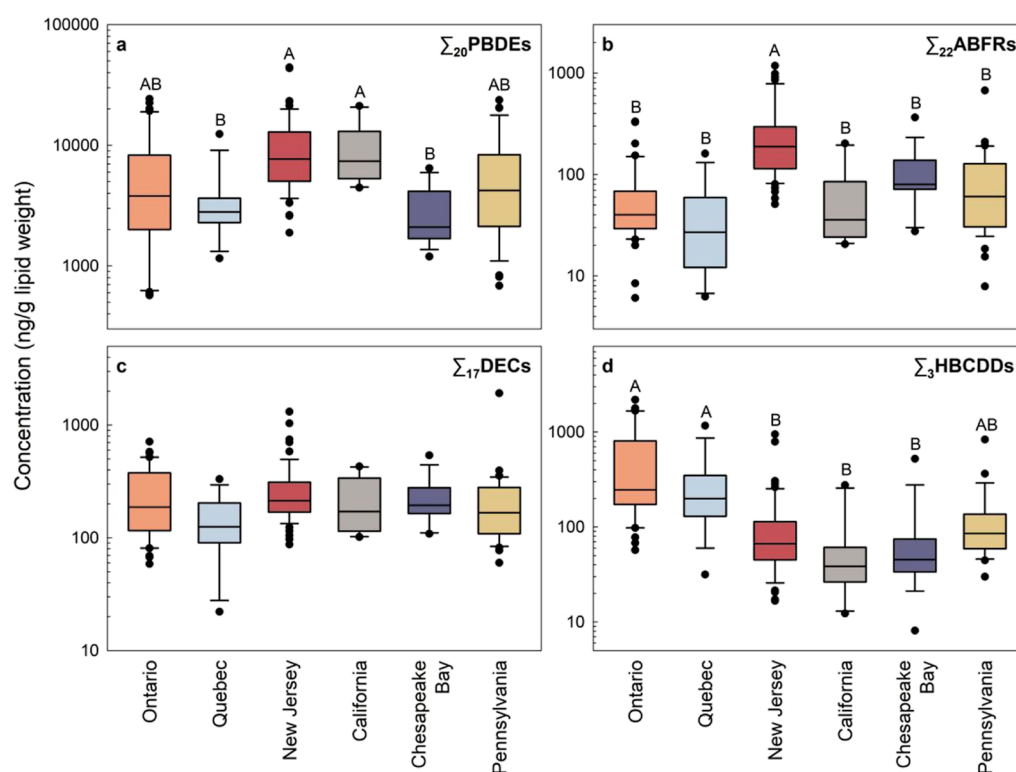 Concentration (ng/g lipid weight)
a
∑20PBDEs
100000
10000
1000
AB
B
A
A
B
AB
b
∑22ABFRs
1000
100
10
B
B
A
B
B
B
c
∑17DECs
1000
100
10
d
∑3HBCDDs
1000
100
10
A
A
B
B
B
AB
Ontario
Quebec
New Jersey
California
Chesapeake
Bay
Pennsylvania
Ontario
Quebec
New Jersey
California
Chesapeake
Bay
Pennsylvania